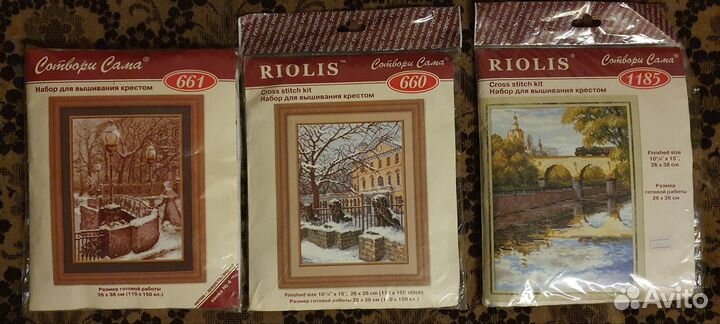 Сотвори Сама®
661
Набор для вышивания крестом
Размер готовой работы
26 x 38 см (110 x 150 кл.)
RIOLIS™
Сотвори Сама
Cross stitch kit
660
Набор для вышивания крестом
Finished size 10¼" x 15", 26 x 38 cm (110 x 150 stitch)
Размер готовой работы 26 x 38 см (110 x 150 кл.)
RIOLIS
Сотвори Сама
Cross stitch kit
1185
Набор для вышивания крестом
Finished size
10¼" x 15",
26 x 38 cm
Размер
готовой работы
26 x 38 см
Avito